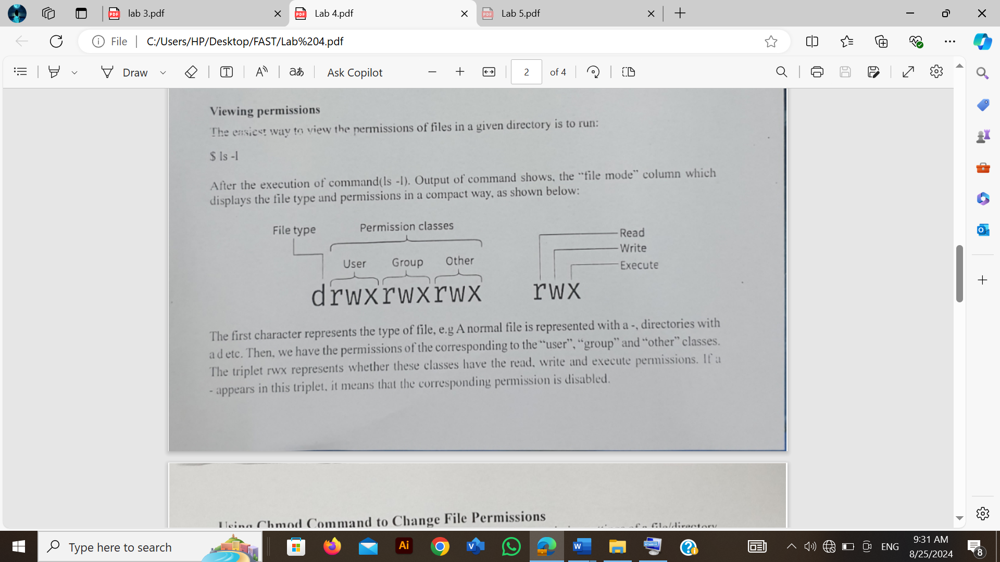 lab 3.pdf
Lab 4.pdf
Lab 5.pdf
File
C:/Users/HP/Desktop/FAST/Lab%204.pdf
Draw
Ask Copilot
2 of 4
Viewing permissions
The easiest way to view the permissions of files in a given directory is to run:
$ ls -l
After the execution of command(ls -l). Output of command shows, the “file mode” column which
displays the file type and permissions in a compact way, as shown below:
File type
Permission classes
User Group Other
drwxrwxrwx
Read
Write
Execute
rwx
The first character represents the type of file, e.g A normal file is represented with a -, directories with
a d etc. Then, we have the permissions of the corresponding to the “user”, “group” and “other” classes.
The triplet rwx represents whether these classes have the read, write and execute permissions. If a
- appears in this triplet, it means that the corresponding permission is disabled.
Using Chmod Command to Change File Permissions
of a file/directory
Type here to search
ENG
9:31 AM
8/25/2024
8